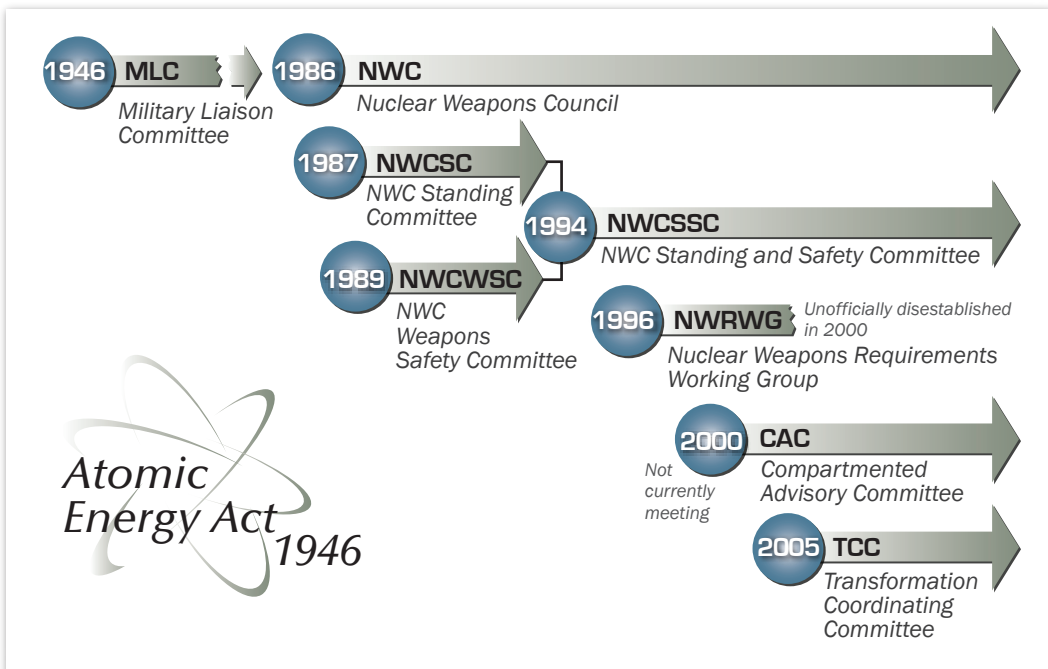 1946 MLC
Military Liaison
Committee
1986 NWC
Nuclear Weapons Council
1987 NWCSC
NWC Standing
Committee
1994 NWCSSC
NWC Standing and Safety Committee
1989 NWCWSC
NWC
Weapons
Safety Committee
1996 NWRWG
Unofficially disestablished
in 2000
Nuclear Weapons Requirements
Working Group
2000 CAC
Not
currently
meeting
Compartmented
Advisory Committee
2005 TCC
Transformation
Coordinating
Committee
Atomic
Energy Act
1946